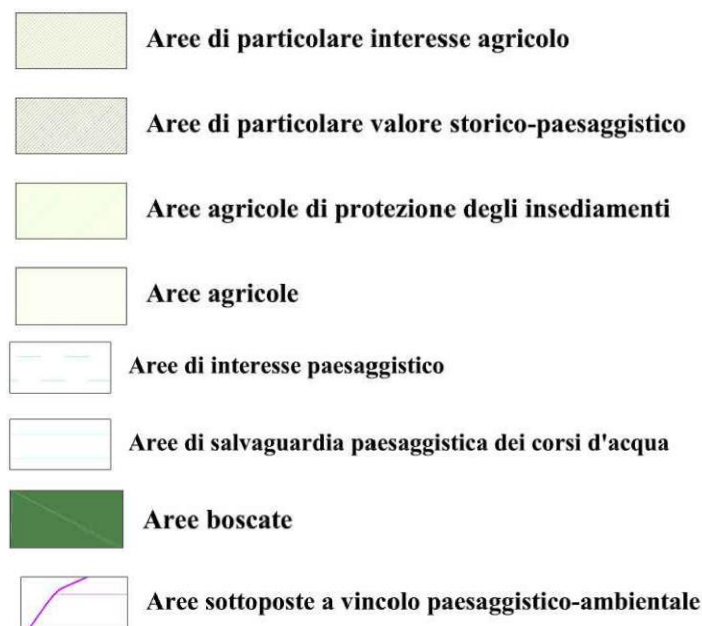 Aree di particolare interesse agricolo
Aree di particolare valore storico-paesaggistico
Aree agricole di protezione degli insediamenti
Aree agricole
Aree di interesse paesaggistico
Aree di salvaguardia paesaggistica dei corsi d'acqua
Aree boscate
Aree sottoposte a vincolo paesaggistico-ambientale